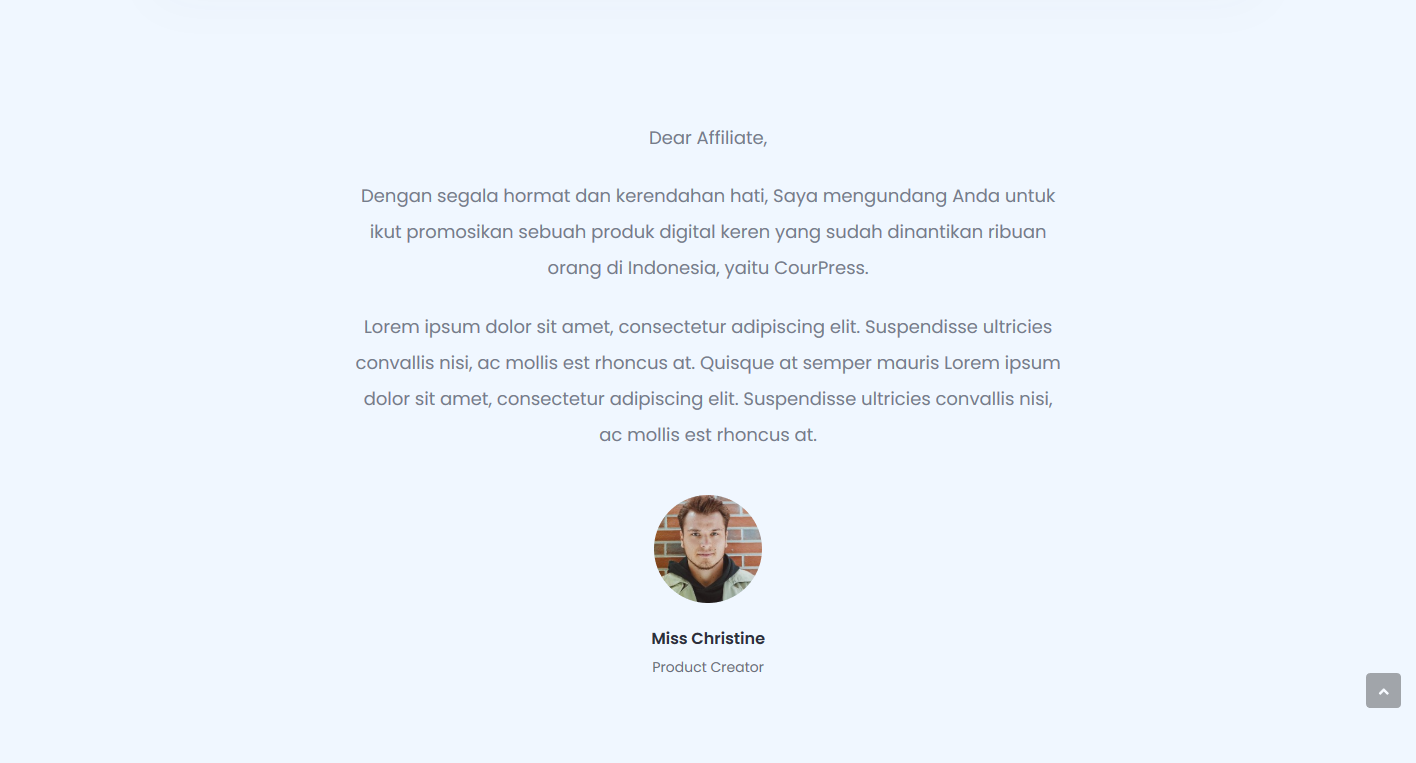 Dear Affiliate,
Dengan segala hormat dan kerendahan hati, Saya mengundang Anda untuk
ikut promosikan sebuah produk digital keren yang sudah dinantikan ribuan
orang di Indonesia, yaitu CourPress.
Lorem ipsum dolor sit amet, consectetur adipiscing elit. Suspendisse ultricies
convallis nisi, ac mollis est rhoncus at. Quisque at semper mauris Lorem ipsum
dolor sit amet, consectetur adipiscing elit. Suspendisse ultricies convallis nisi,
ac mollis est rhoncus at.
Miss Christine
Product Creator